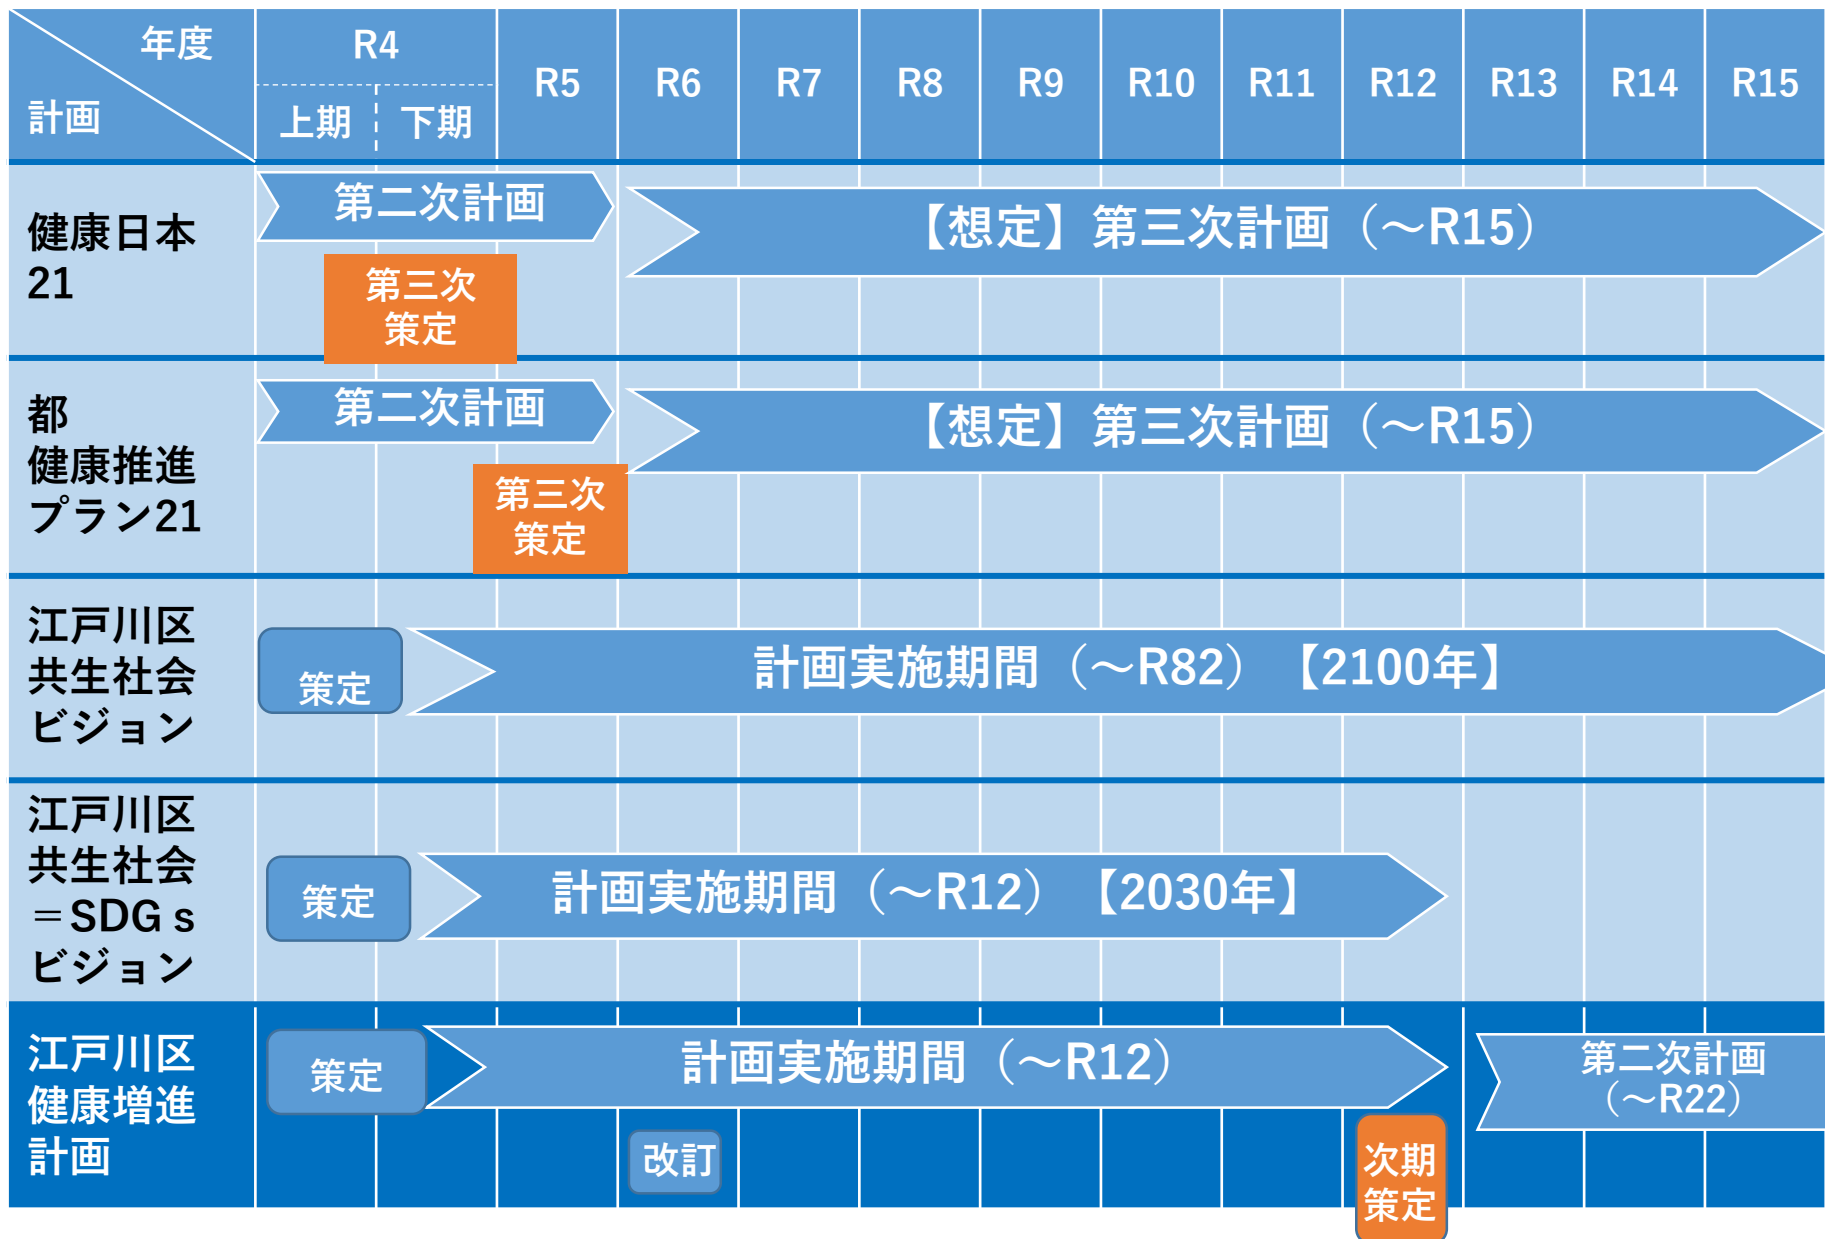 年度
計画
R4
上期
下期
R5
R6
R7
R8
R9
R10
R11
R12
R13
R14
R15
健康日本
21
第二次計画
【想定】第三次計画（～R15）
第三次
策定
都
健康推進
プラン21
第二次計画
【想定】第三次計画（～R15）
第三次
策定
江戸川区
共生社会
ビジョン
策定
計画実施期間（～R82）【2100年】
江戸川区
共生社会
＝SDGｓ
ビジョン
策定
計画実施期間（～R12）【2030年】
江戸川区
健康増進
計画
策定
計画実施期間（～R12）
第二次計画
（～R22）
改訂
次期
策定